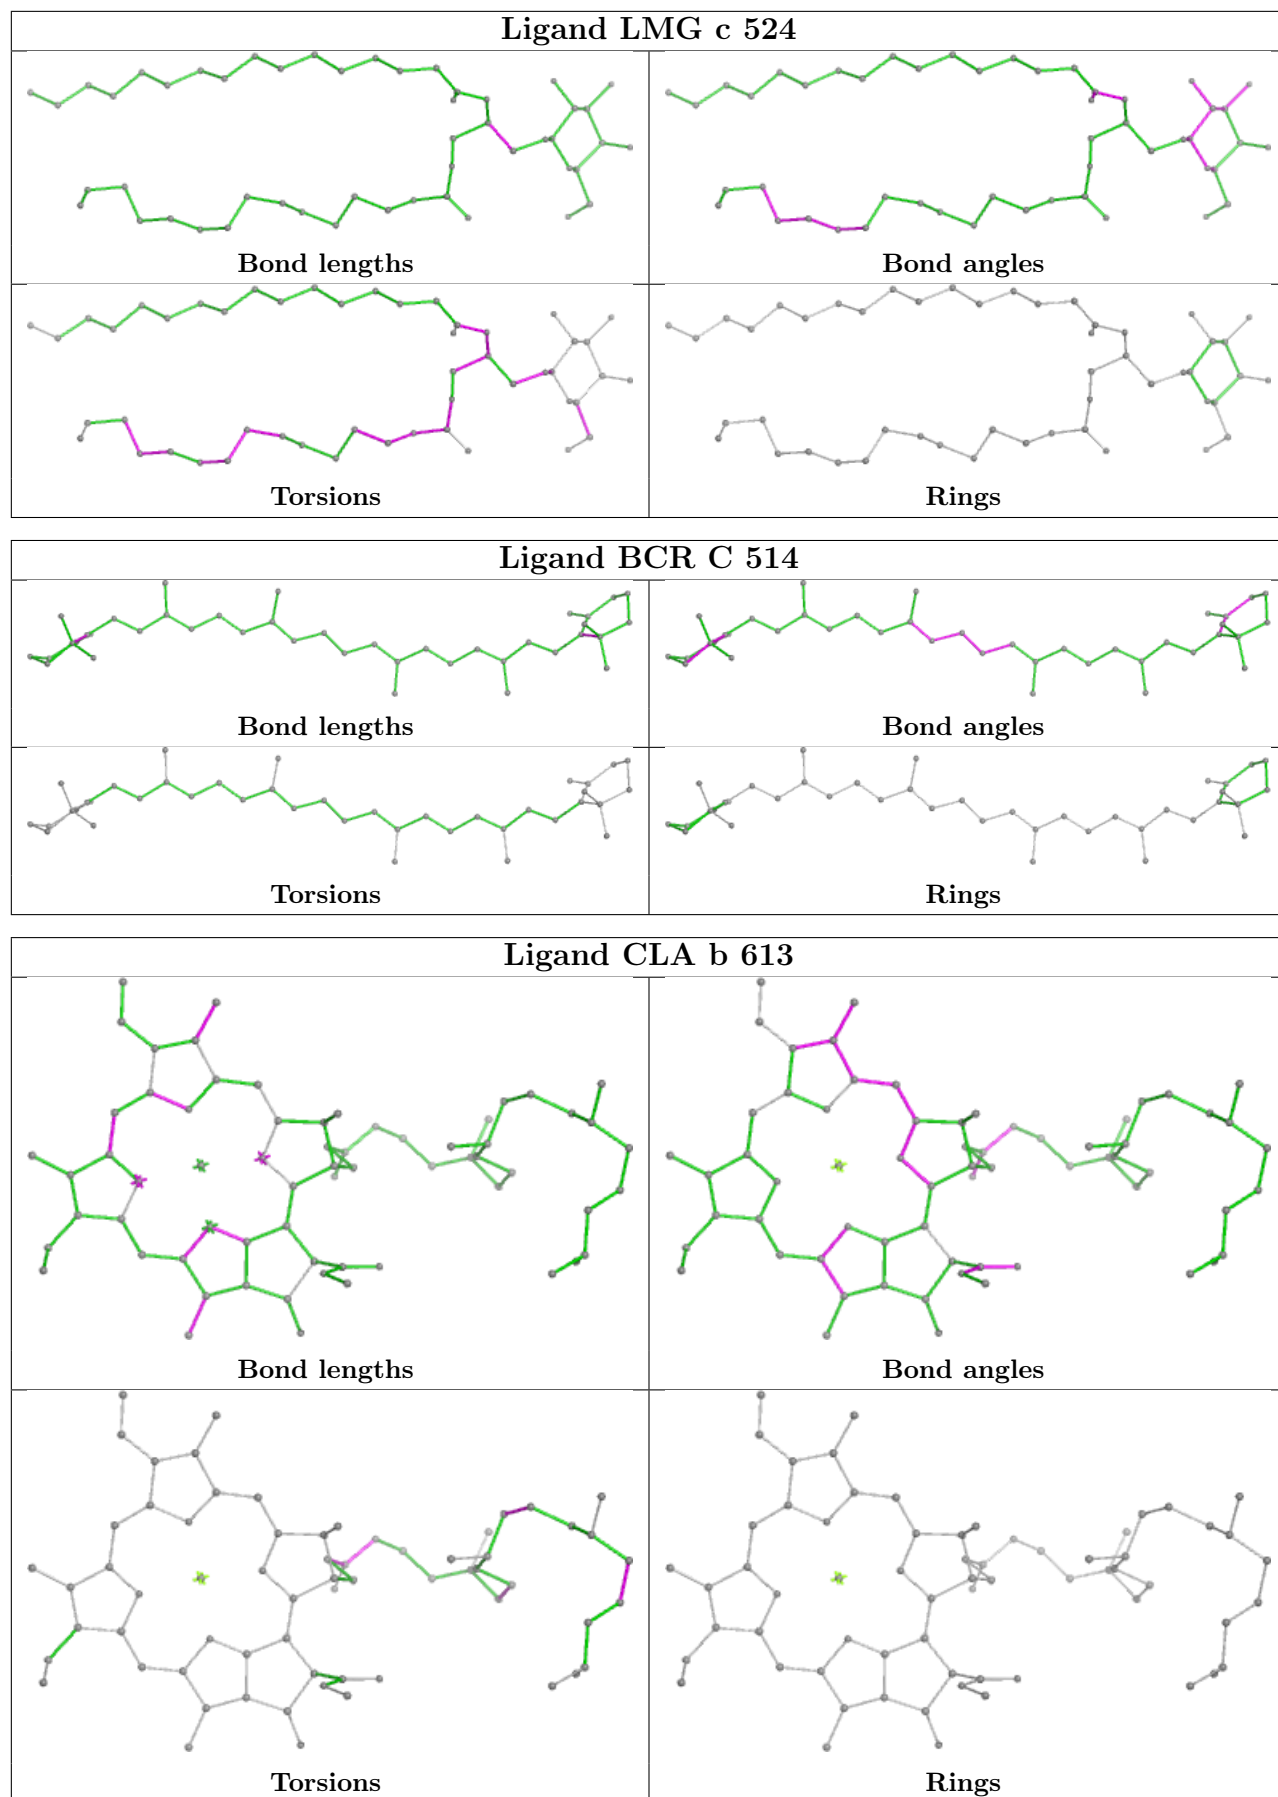 Ligand LMG c 524
Bond lengths
Bond angles
Torsions
Rings
Ligand BCR C 514
Bond lengths
Bond angles
Torsions
Rings
Ligand CLA b 613
Bond lengths
Bond angles
Torsions
Rings